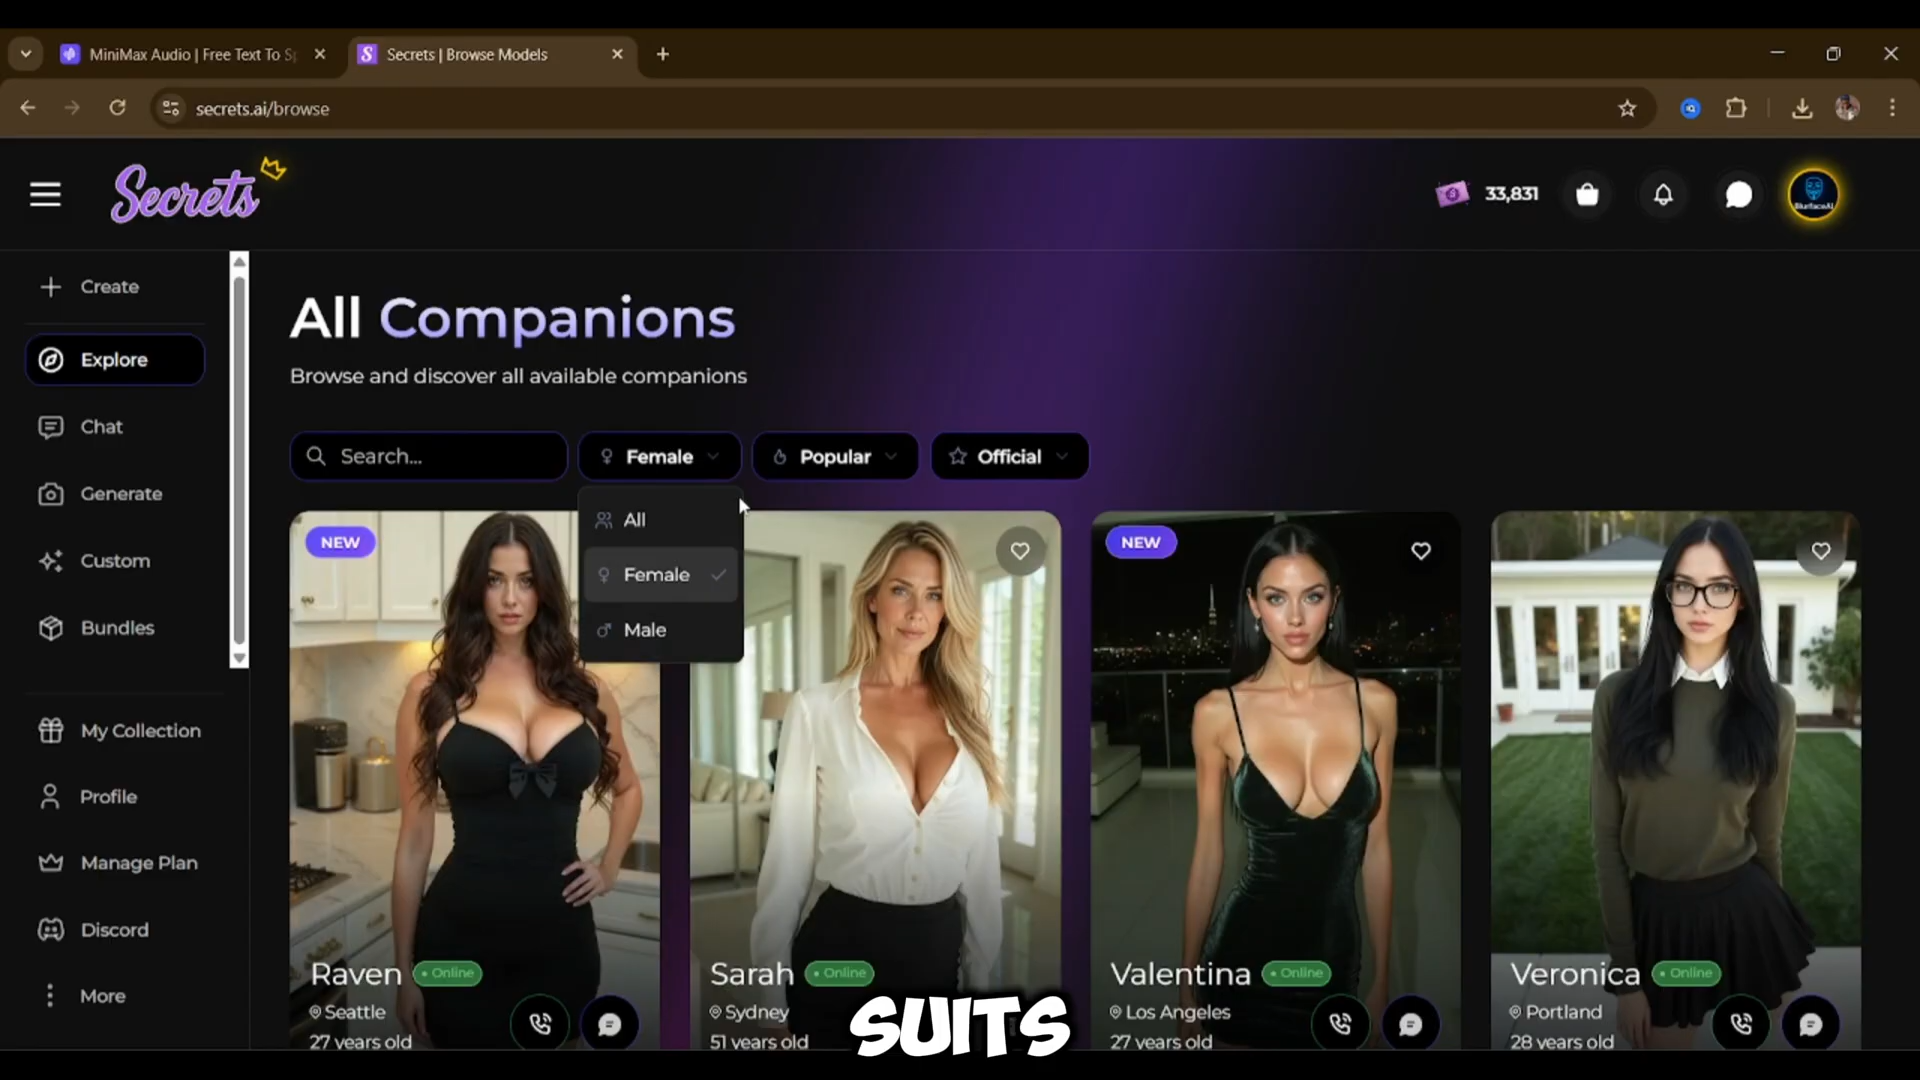 MiniMax Audio | Free Text To Sp
Secrets | Browse Models
secrets.ai/browse
Secrets
33,831
BlurfaceAI
Create
Explore
Chat
Generate
Custom
Bundles
My Collection
Profile
Manage Plan
Discord
More
All Companions
Browse and discover all available companions
Search...
Female
Popular
Official
All
Female
Male
NEW
NEW
Raven
Online
Seattle
27 years old
Sarah
Online
Sydney
51 years old
Valentina
Online
Los Angeles
27 years old
Veronica
Online
Portland
28 years old
SUITS